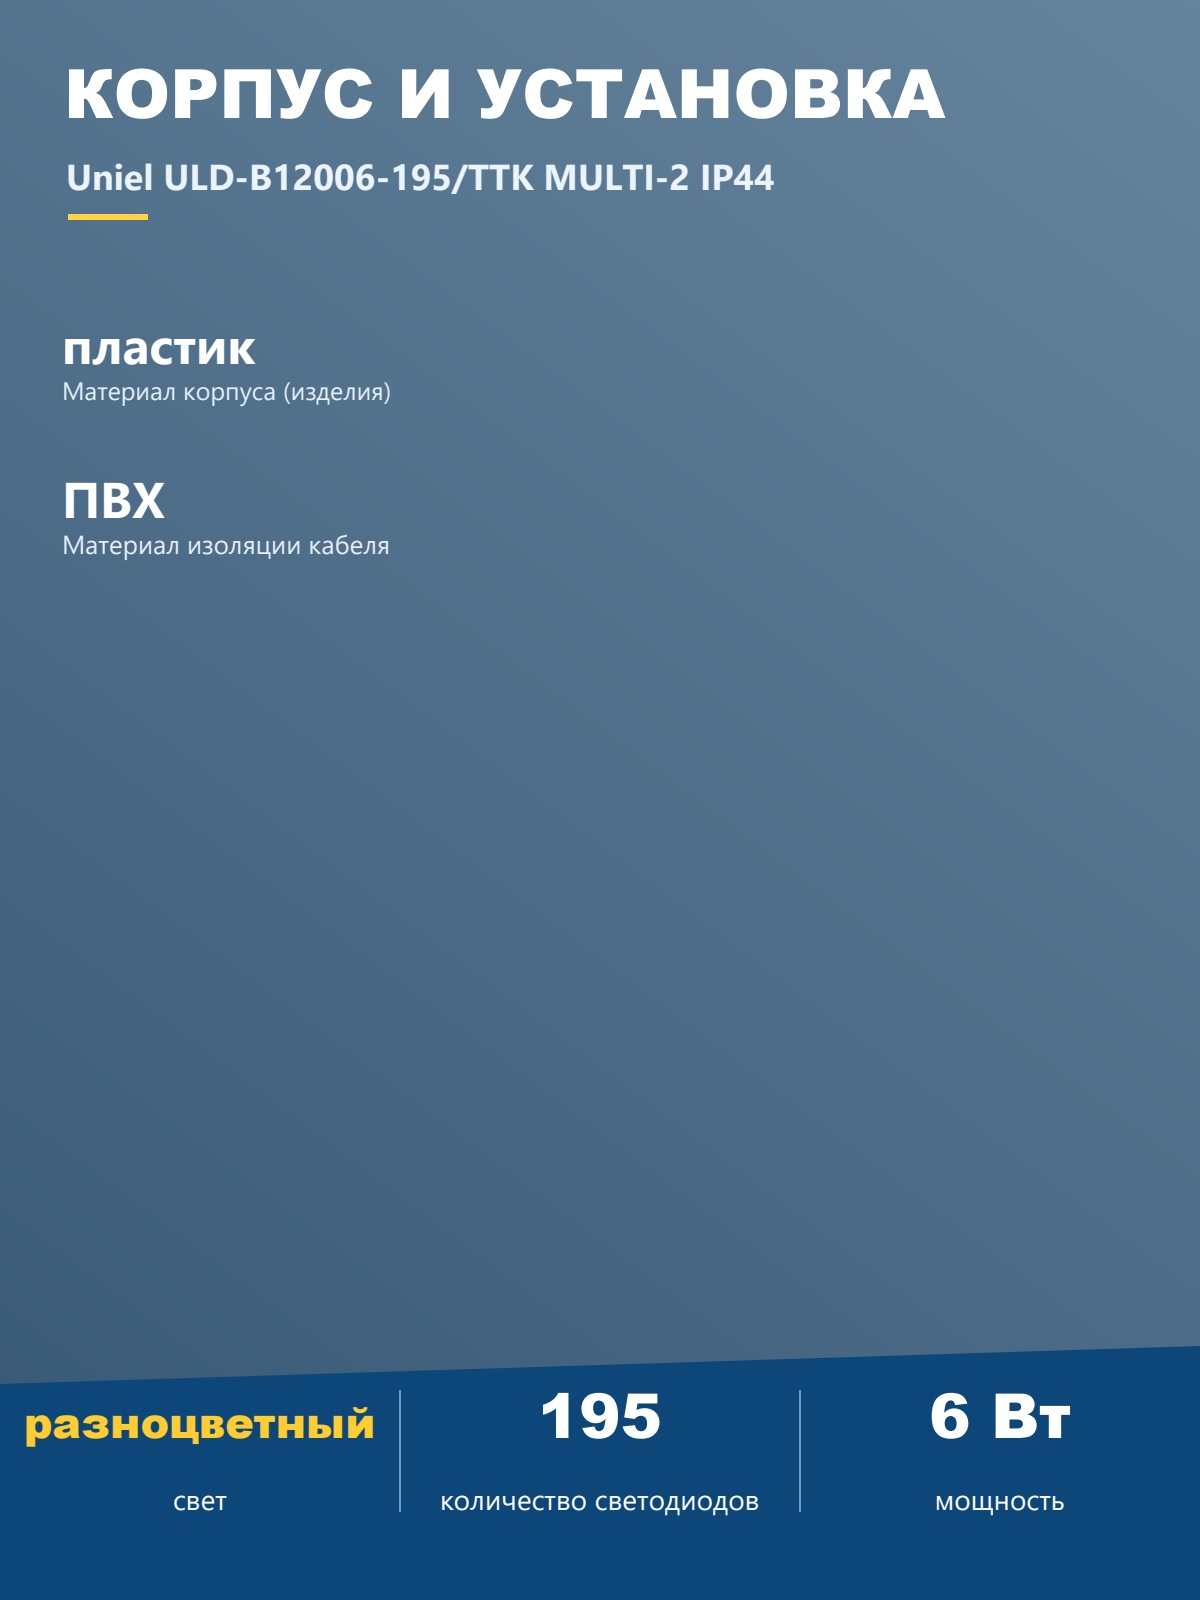 КОРПУС И УСТАНОВКА
Uniel ULD-B12006-195/TTK MULTI-2 IP44
пластик
Материал корпуса (изделия)
ПВХ
Материал изоляции кабеля
разноцветный
свет
195
количество светодиодов
6 Вт
мощность